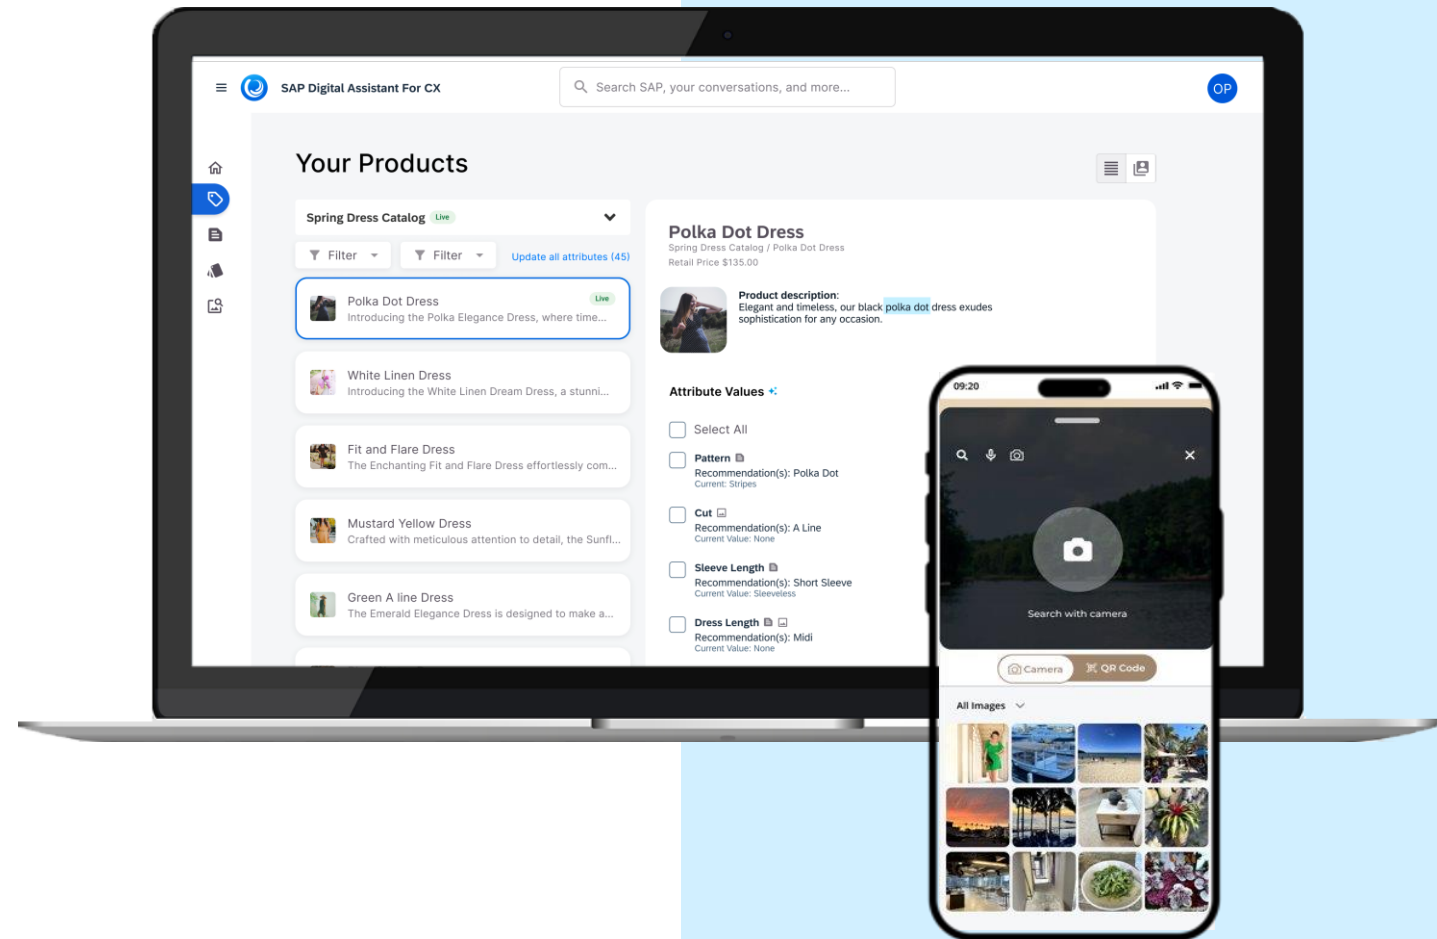 SAP Digital Assistant For CX
Search SAP, your conversations, and more...
OP
Your Products
Spring Dress Catalog Live
Filter
Filter
Update all attributes (45)
Polka Dot Dress
Live
Introducing the Polka Elegance Dress, where time...
White Linen Dress
Introducing the White Linen Dream Dress, a stunni...
Fit and Flare Dress
The Enchanting Fit and Flare Dress effortlessly com...
Mustard Yellow Dress
Crafted with meticulous attention to detail, the Sunfl...
Green A line Dress
The Emerald Elegance Dress is designed to make a...
Polka Dot Dress
Spring Dress Catalog / Polka Dot Dress
Retail Price $135.00
Product description:
Elegant and timeless, our black polka dot dress exudes
sophistication for any occasion.
Attribute Values
Select All
Pattern
Recommendation(s): Polka Dot
Current: Stripes
Cut
Recommendation(s): A Line
Current Value: None
Sleeve Length
Recommendation(s): Short Sleeve
Current Value: Sleeveless
Dress Length
Recommendation(s): Midi
Current Value: None
09:20
Search with camera
Camera
QR Code
All Images